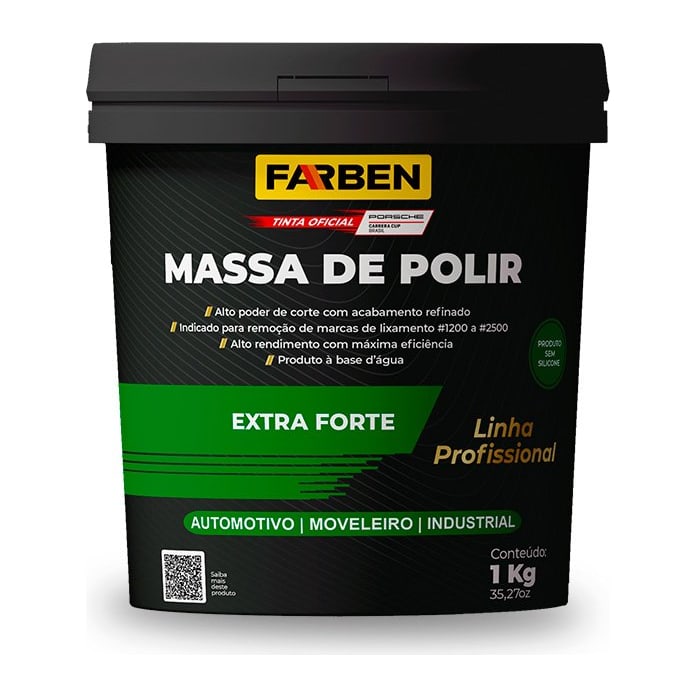 FARBEN
TINTA OFICIAL
PORSCHE
CARRERA CUP
BRASIL
MASSA DE POLIR
Alto poder de corte com acabamento refinado
Indicado para remoção de marcas de lixamento #1200 a #2500
Alto rendimento com máxima eficiência
Produto à base d'água
PRODUTO
SEM
SILICONE
EXTRA FORTE
Linha
Profissional
AUTOMOTIVO | MOVELEIRO | INDUSTRIAL
Saiba
mais
deste
produto
Conteúdo:
1 Kg
35,27oz